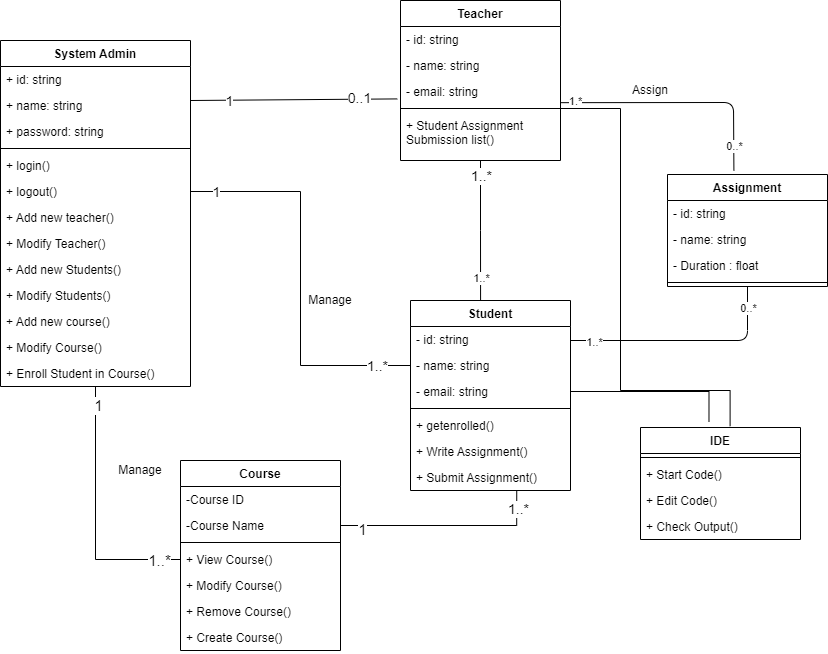 Teacher
- id: string
- name: string
- email: string
+ Student Assignment
Submission list()
System Admin
+ id: string
+ name: string
+ password: string
+ login()
+ logout()
+ Add new teacher()
+ Modify Teacher()
+ Add new Students()
+ Modify Students()
+ Add new course()
+ Modify Course()
+ Enroll Student in Course()
1
0..1
1..*
Assign
0..*
Assignment
- id: string
- name: string
- Duration : float
0..*
1..*
1..*
1..*
1
Manage
1..*
Student
- id: string
- name: string
- email: string
+ getenrolled()
+ Write Assignment()
+ Submit Assignment()
IDE
+ Start Code()
+ Edit Code()
+ Check Output()
1
Manage
1..*
Course
-Course ID
-Course Name
+ View Course()
+ Modify Course()
+ Remove Course()
+ Create Course()
1
1..*